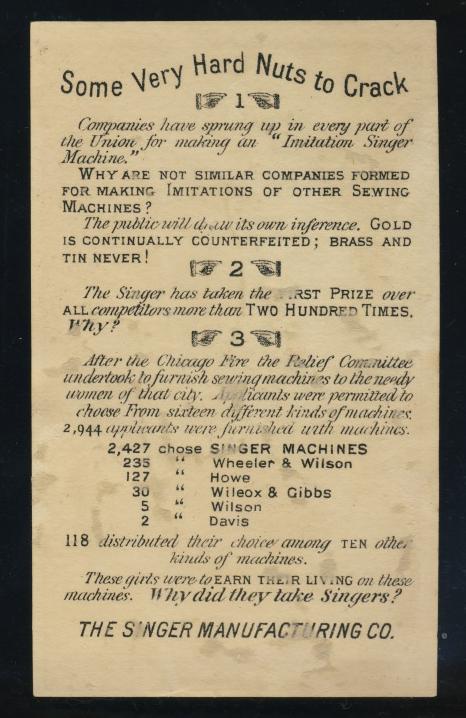 Some Very Hard Nuts to Crack
1
Companies have sprung up in every part of
the Union for making an "Imitation Singer
Machine."
WHY ARE NOT SIMILAR COMPANIES FORMED
FOR MAKING IMITATIONS OF OTHER SEWING
MACHINES?
The public will draw its own inference. GOLD
IS CONTINUALLY COUNTERFEITED; BRASS AND
TIN NEVER!
2
The Singer has taken the FIRST PRIZE over
ALL competitors more than TWO HUNDRED TIMES.
Why?
3
After the Chicago Fire the Relief Committee
undertook to furnish sewing machines to the needy
women of that city. Applicants were permitted to
choose From sixteen different kinds of machines.
2,944 applicants were furnished with machines.
2,427 chose SINGER MACHINES
235 " Wheeler & Wilson
127 " Howe
30 " Wilcox & Gibbs
5 " Wilson
2 " Davis
118 distributed their choice among TEN other
kinds of machines.
These girls were to EARN THEIR LIVING on these
machines. Why did they take Singers?
THE SINGER MANUFACTURING CO.